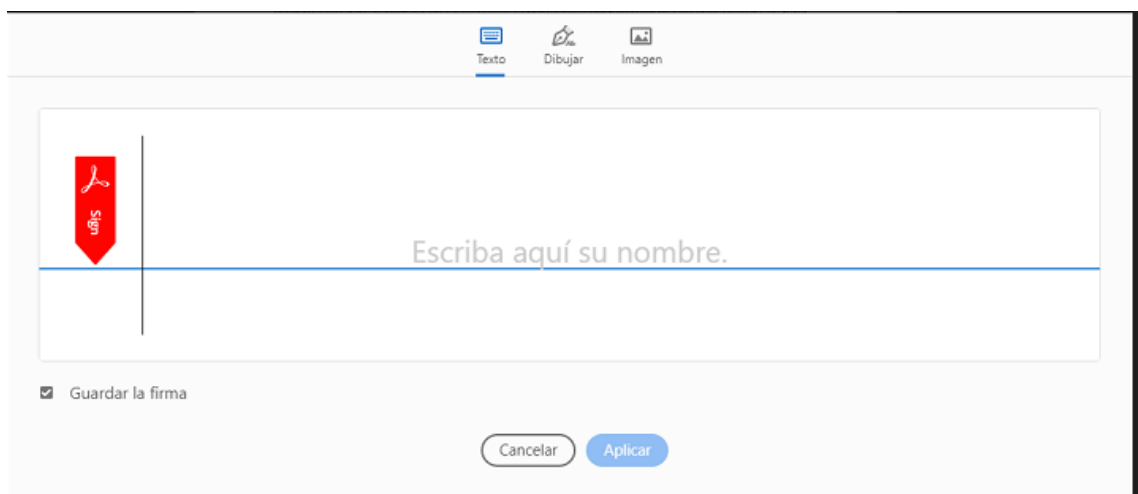 Texto Dibujar Imagen
Sign
Escriba aquí su nombre.
Guardar la firma
Cancelar Aplicar